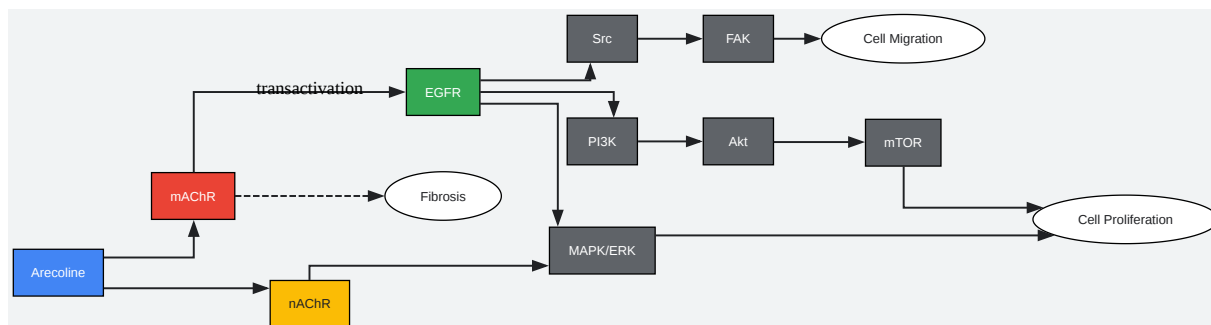 Src
FAK
Cell Migration
transactivation
EGFR
PI3K
Akt
mTOR
mAChR
Fibrosis
Cell Proliferation
MAPK/ERK
Arecoline
nAChR